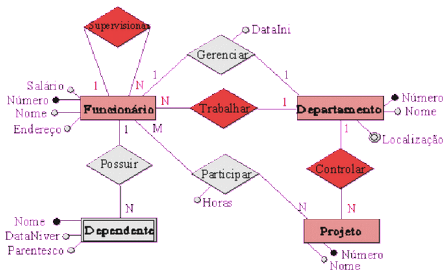 Supervisionar
DataIni
Gerenciar
1
1
1
N
Salário
Número
Nome
Endereço
Funcionário
N
Trabalhar
1
Departamento
Número
Nome
Localização
1
M
1
Possuir
Participar
Horas
Controlar
N
N
N
Nome
DataNiver
Parentesco
Dependente
Projeto
Número
Nome